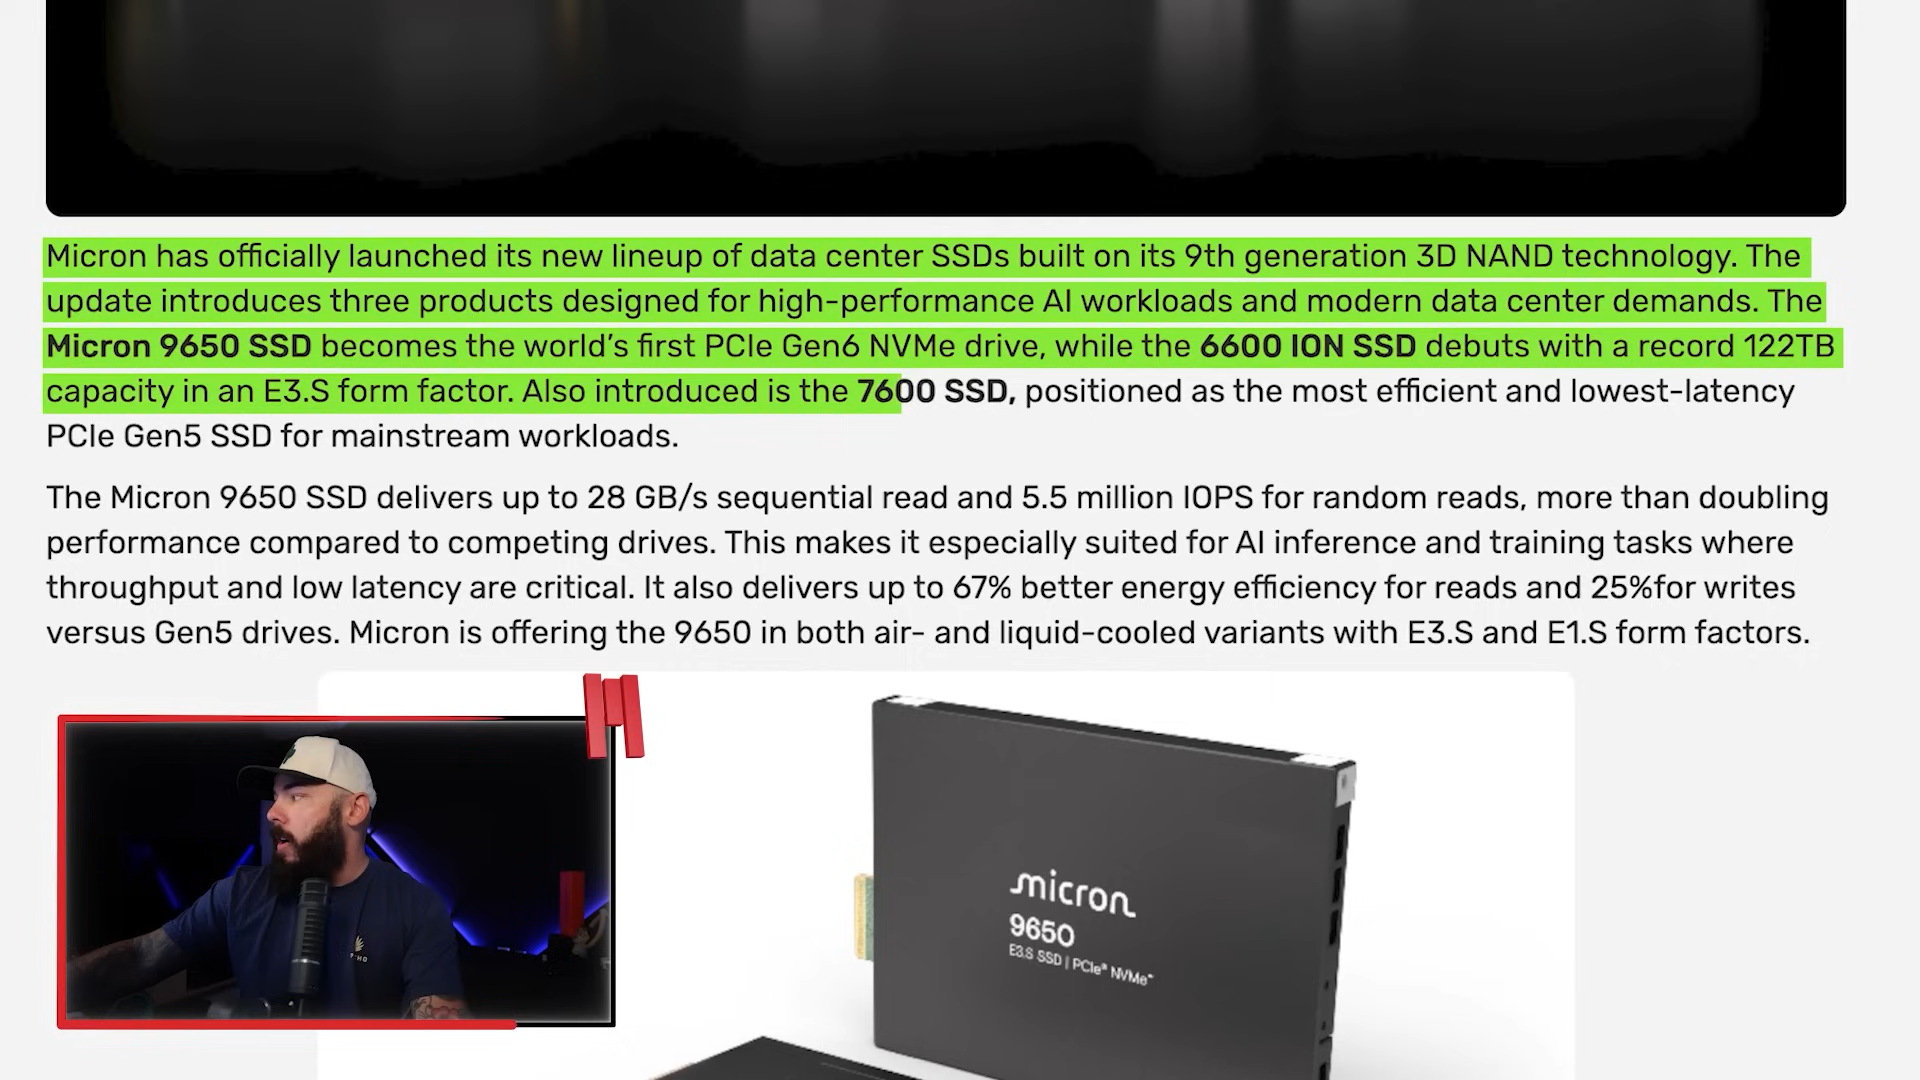 Micron has officially launched its new lineup of data center SSDs built on its 9th generation 3D NAND technology. The
update introduces three products designed for high-performance AI workloads and modern data center demands. The
Micron 9650 SSD becomes the world’s first PCIe Gen6 NVMe drive, while the 6600 ION SSD debuts with a record 122TB
capacity in an E3.S form factor. Also introduced is the 7600 SSD, positioned as the most efficient and lowest-latency
PCIe Gen5 SSD for mainstream workloads.
The Micron 9650 SSD delivers up to 28 GB/s sequential read and 5.5 million IOPS for random reads, more than doubling
performance compared to competing drives. This makes it especially suited for AI inference and training tasks where
throughput and low latency are critical. It also delivers up to 67% better energy efficiency for reads and 25%for writes
versus Gen5 drives. Micron is offering the 9650 in both air- and liquid-cooled variants with E3.S and E1.S form factors.
micron
9650
E3.S SSD | PCIe® NVMe™